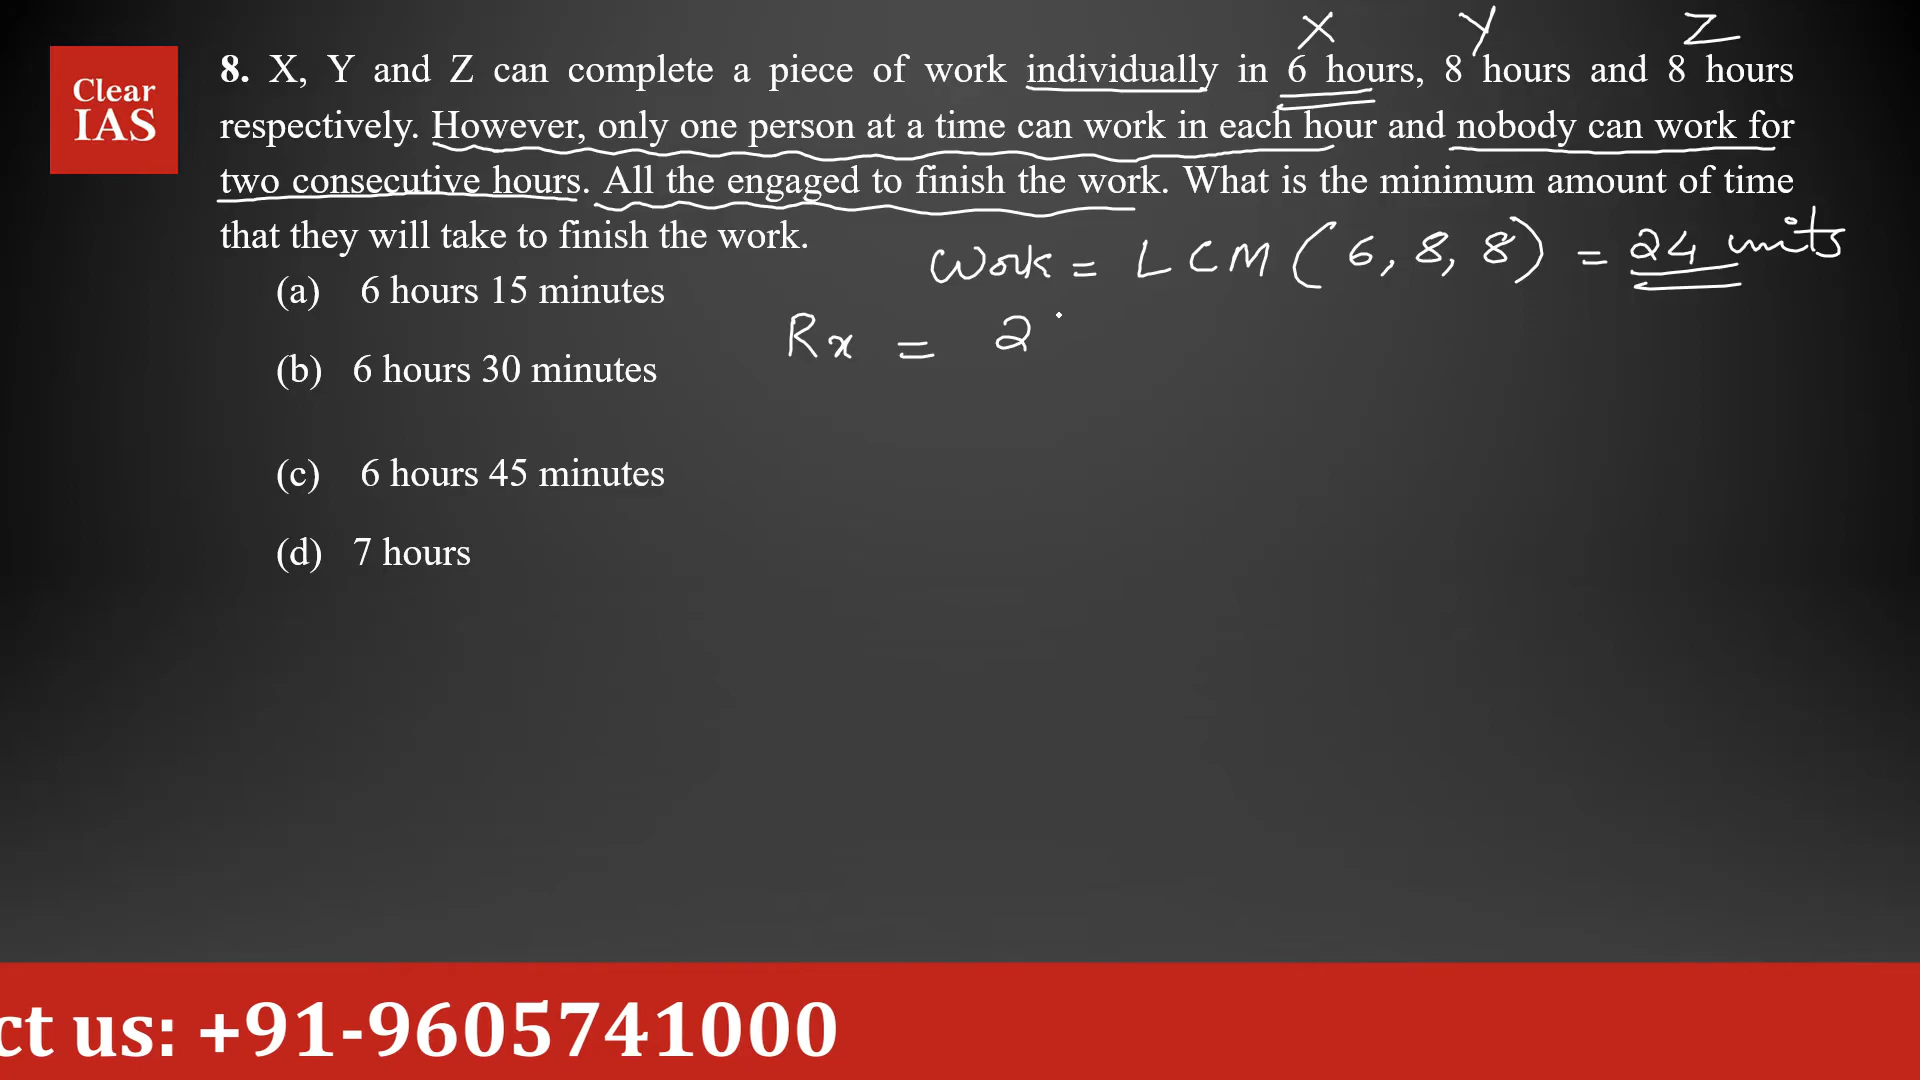 X Y Z
Clear
IAS
8. X, Y and Z can complete a piece of work individually in 6 hours, 8 hours and 8 hours
respectively. However, only one person at a time can work in each hour and nobody can work for
two consecutive hours. All the engaged to finish the work. What is the minimum amount of time
that they will take to finish the work.
Work = LCM (6, 8, 8) = 24 units
(a) 6 hours 15 minutes
Rx = 2
(b) 6 hours 30 minutes
(c) 6 hours 45 minutes
(d) 7 hours
ct us: +91-9605741000